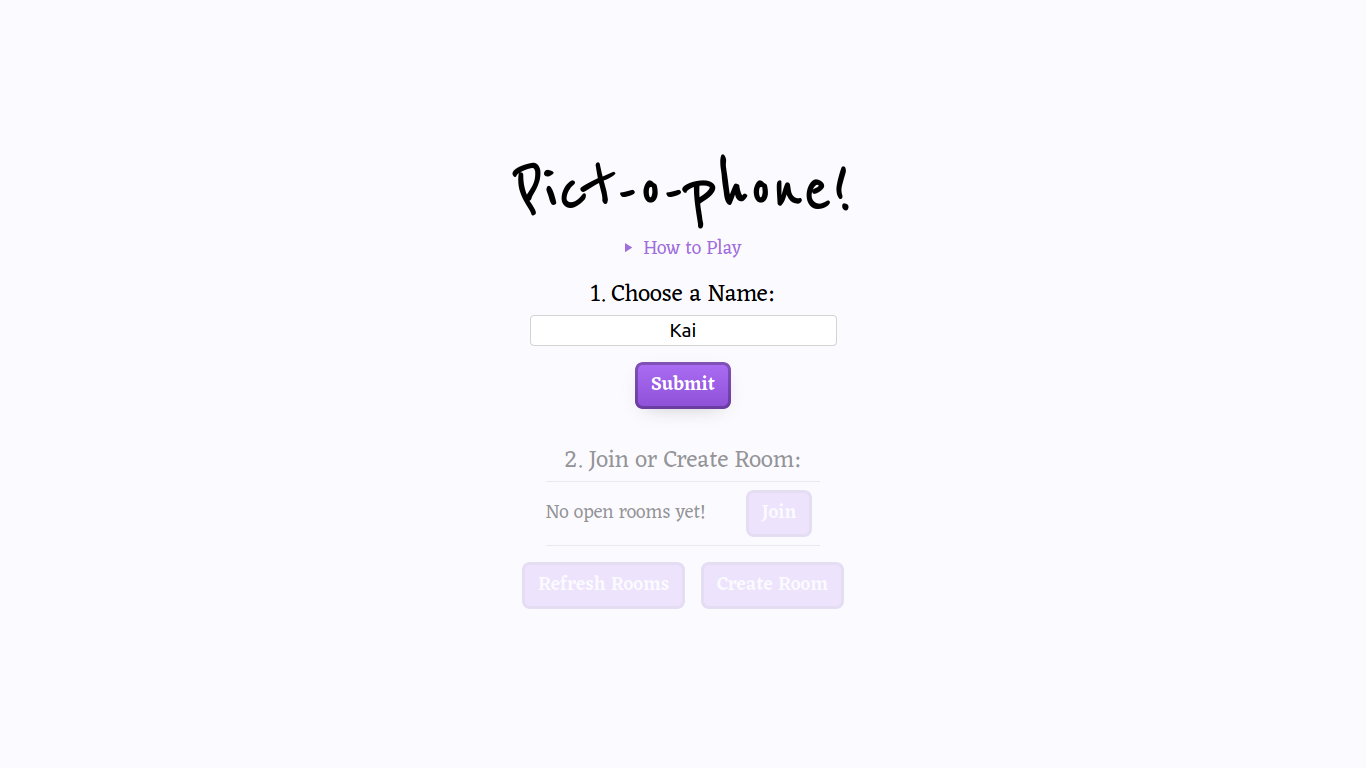 Pict-o-phone!
How to Play
1. Choose a Name:
Kai
Submit
2. Join or Create Room:
No open rooms yet! Join
Refresh Rooms Create Room